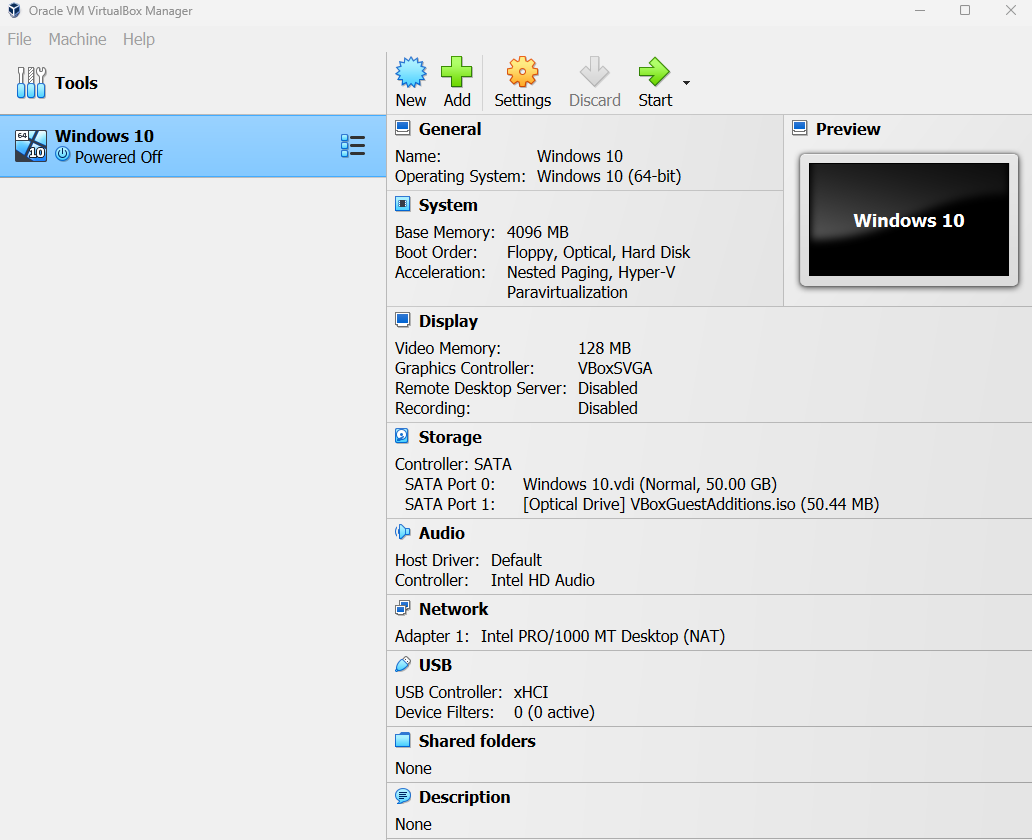 Oracle VM VirtualBox Manager
File Machine Help
Tools
New Add Settings Discard Start
64 10 Windows 10
Powered Off
General
Name: Windows 10
Operating System: Windows 10 (64-bit)
Preview
Windows 10
System
Base Memory: 4096 MB
Boot Order: Floppy, Optical, Hard Disk
Acceleration: Nested Paging, Hyper-V
Paravirtualization
Display
Video Memory: 128 MB
Graphics Controller: VBoxSVGA
Remote Desktop Server: Disabled
Recording: Disabled
Storage
Controller: SATA
SATA Port 0: Windows 10.vdi (Normal, 50.00 GB)
SATA Port 1: [Optical Drive] VBoxGuestAdditions.iso (50.44 MB)
Audio
Host Driver: Default
Controller: Intel HD Audio
Network
Adapter 1: Intel PRO/1000 MT Desktop (NAT)
USB
USB Controller: xHCI
Device Filters: 0 (0 active)
Shared folders
None
Description
None